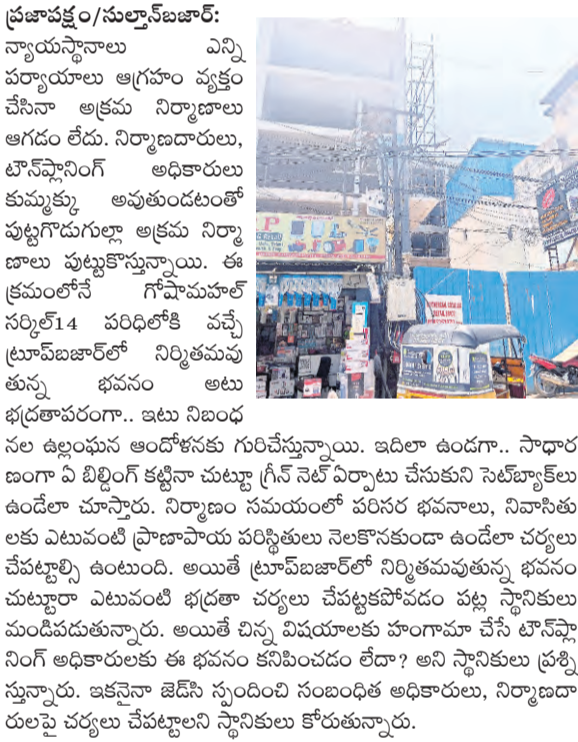 ప్రజాపక్షం/సుల్తాన్‌బజార్:
న్యాయస్థానాలు ఎన్ని
పర్యాయాలు ఆగ్రహం వ్యక్తం
చేసినా అక్రమ నిర్మాణాలు
ఆగడం లేదు. నిర్మాణదారులు,
టౌన్‌ప్లానింగ్ అధికారులు
కుమ్మక్కు అవుతుండటంతో
పుట్టగొడుగుల్లా అక్రమ నిర్మా
ణాలు పుట్టుకొస్తున్నాయి. ఈ
క్రమంలోనే గోషామహల్
సర్కిల్14 పరిధిలోకి వచ్చే
ట్రూప్‌బజార్‌లో నిర్మితమవు
తున్న భవనం అటు
భద్రతాపరంగా.. ఇటు నిబంధ
నల ఉల్లంఘన ఆందోళనకు గురిచేస్తున్నాయి. ఇదిలా ఉండగా.. సాధార
ణంగా ఏ బిల్డింగ్ కట్టినా చుట్టూ గ్రీన్ నెట్ ఏర్పాటు చేసుకుని సెట్‌బ్యాక్‌లు
ఉండేలా చూస్తారు. నిర్మాణం సమయంలో పరిసర భవనాలు, నివాసితు
లకు ఎటువంటి ప్రాణాపాయ పరిస్థితులు నెలకొనకుండా ఉండేలా చర్యలు
చేపట్టాల్సి ఉంటుంది. అయితే ట్రూప్‌బజార్‌లో నిర్మితమవుతున్న భవనం
చుట్టూరా ఎటువంటి భద్రతా చర్యలు చేపట్టకపోవడం పట్ల స్థానికులు
మండిపడుతున్నారు. అయితే చిన్న విషయాలకు హంగామా చేసే టౌన్‌ప్లా
నింగ్ అధికారులకు ఈ భవనం కనిపించడం లేదా? అని స్థానికులు ప్రశ్ని
స్తున్నారు. ఇకనైనా జెడ్‌సి స్పందించి సంబంధిత అధికారులు, నిర్మాణదా
రులపై చర్యలు చేపట్టాలని స్థానికులు కోరుతున్నారు.